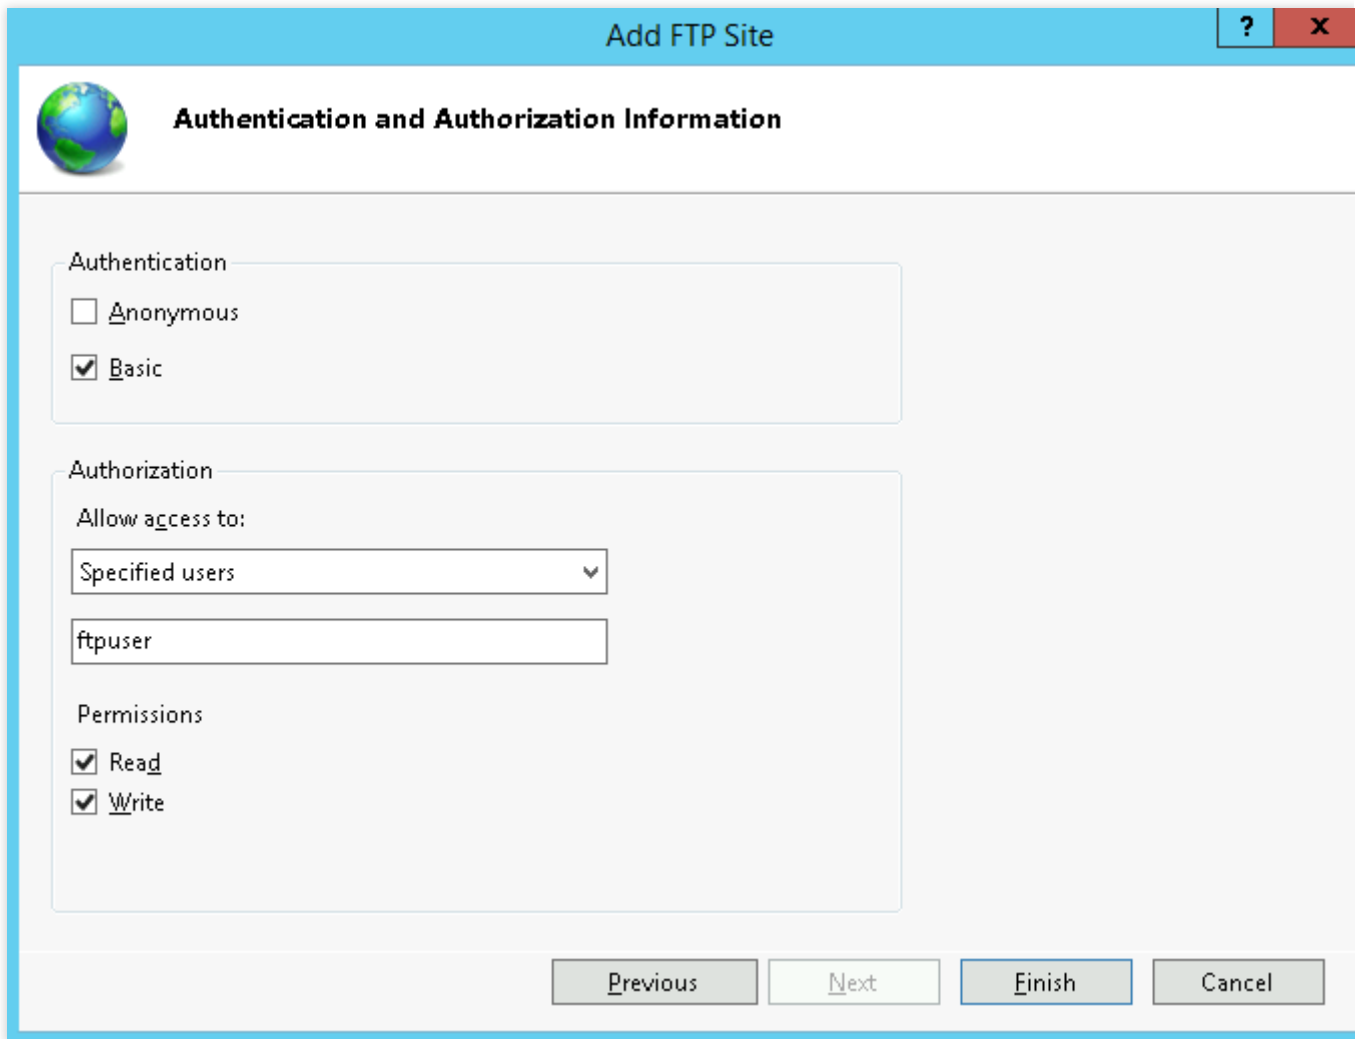 Add FTP Site
?
x
Authentication and Authorization Information
Authentication
Anonymous
Basic
Authorization
Allow access to:
Specified users
ftpuser
Permissions
Read
Write
Previous
Next
Finish
Cancel